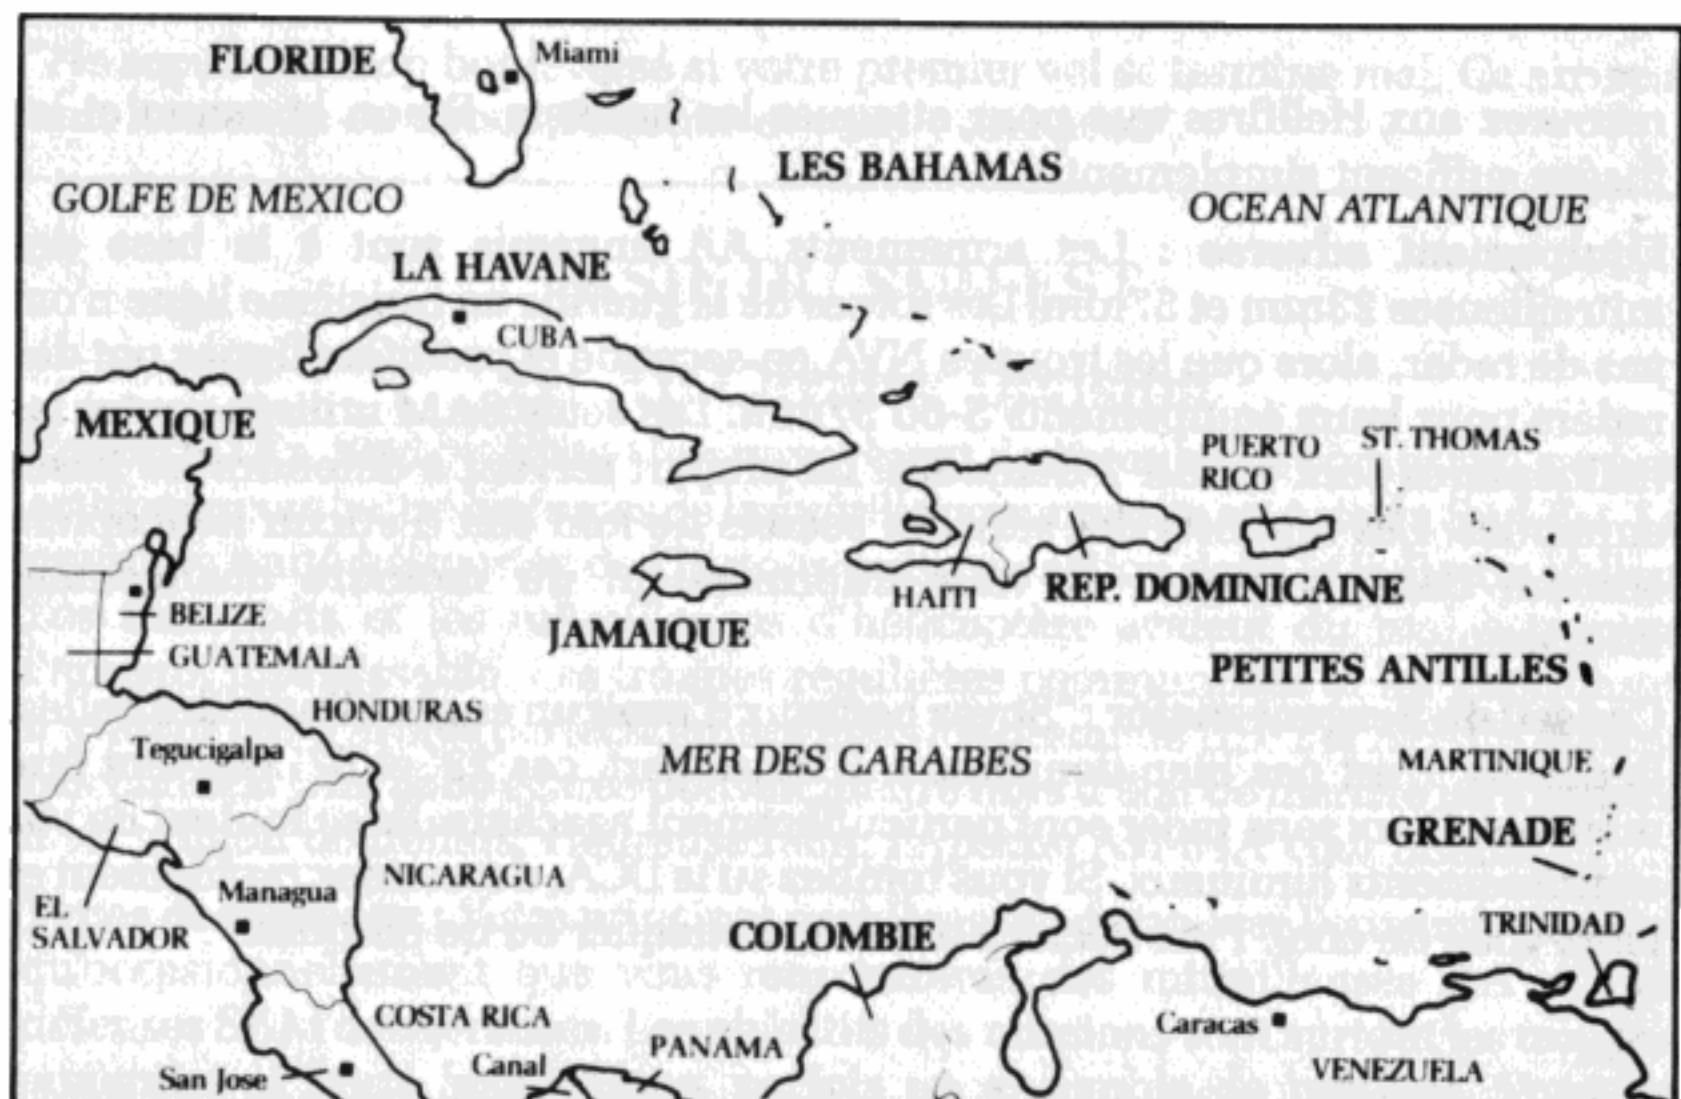 FLORIDE
Miami
LES BAHAMAS
GOLFE DE MEXICO
OCEAN ATLANTIQUE
LA HAVANE
CUBA
MEXIQUE
PUERTO
RICO
ST. THOMAS
HAITI
REP. DOMINICAINE
BELIZE
JAMAIQUE
GUATEMALA
PETITES ANTILLES
HONDURAS
Tegucigalpa
MER DES CARAIBES
MARTINIQUE
GRENADE
NICARAGUA
Managua
EL
SALVADOR
COLOMBIE
TRINIDAD
COSTA RICA
Caracas
PANAMA
Canal
San Jose
VENEZUELA